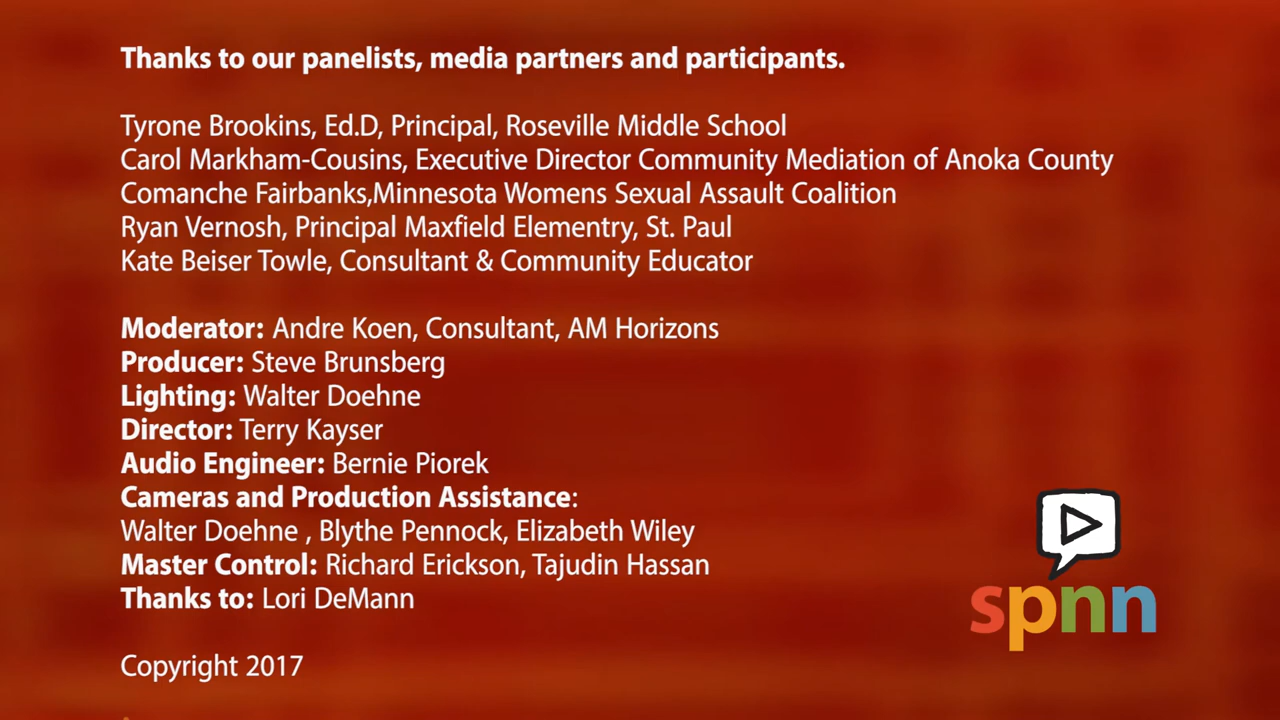 Thanks to our panelists, media partners and participants.
Tyrone Brookins, Ed.D, Principal, Roseville Middle School
Carol Markham-Cousins, Executive Director Community Mediation of Anoka County
Comanche Fairbanks,Minnesota Womens Sexual Assault Coalition
Ryan Vernosh, Principal Maxfield Elementry, St. Paul
Kate Beiser Towle, Consultant & Community Educator
Moderator: Andre Koen, Consultant, AM Horizons
Producer: Steve Brunsberg
Lighting: Walter Doehne
Director: Terry Kayser
Audio Engineer: Bernie Piorek
Cameras and Production Assistance:
Walter Doehne , Blythe Pennock, Elizabeth Wiley
Master Control: Richard Erickson, Tajudin Hassan
Thanks to: Lori DeMann
Copyright 2017
spnn